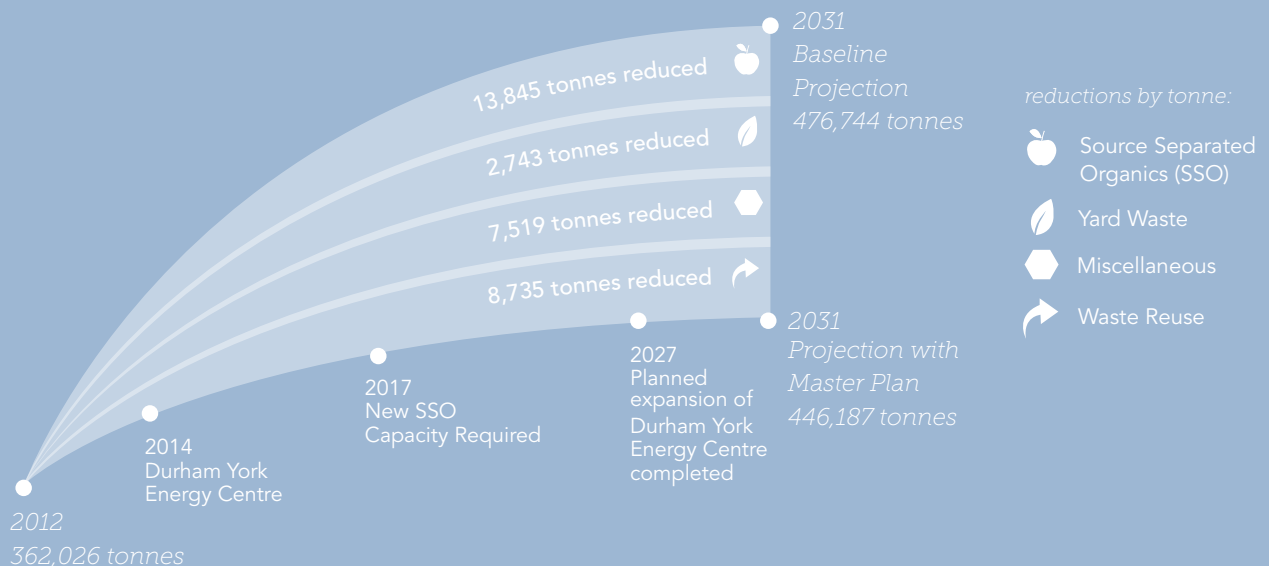 2031
Baseline
Projection
476,744 tonnes
reductions by tonne:
Source Separated
Organics (SSO)
Yard Waste
Miscellaneous
Waste Reuse
13,845 tonnes reduced
2,743 tonnes reduced
7,519 tonnes reduced
8,735 tonnes reduced
2031
Projection with
Master Plan
446,187 tonnes
2027
Planned
expansion of
Durham York
Energy Centre
completed
2017
New SSO
Capacity Required
2014
Durham York
Energy Centre
2012
362,026 tonnes